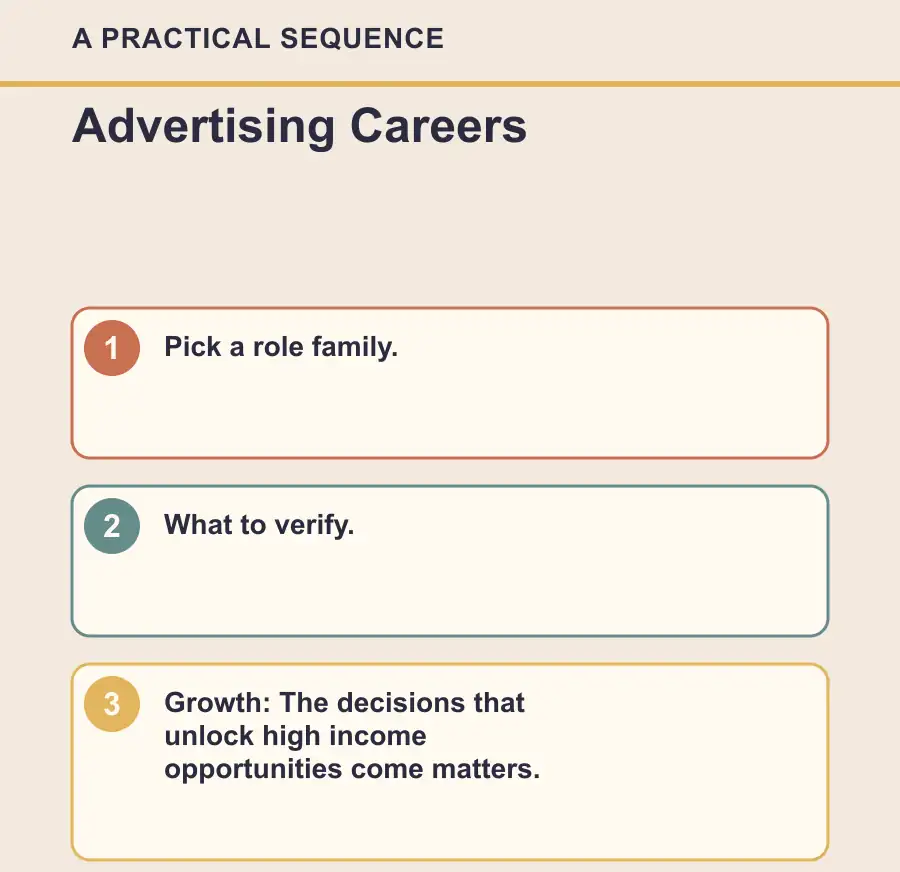 A PRACTICAL SEQUENCE
Advertising Careers
1
Pick a role family.
2
What to verify.
3
Growth: The decisions that
unlock high income
opportunities come matters.